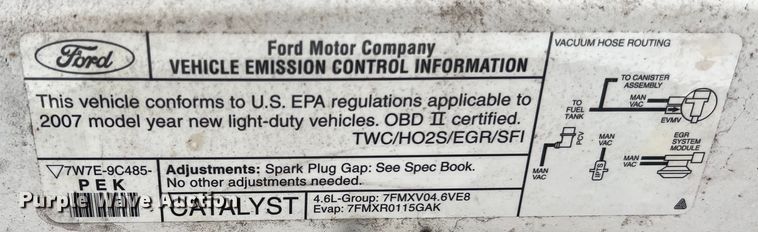 Ford
Ford Motor Company
VEHICLE EMISSION CONTROL INFORMATION
This vehicle conforms to U.S. EPA regulations applicable to
2007 model year new light-duty vehicles. OBD II certified.
TWC/HO2S/EGR/SFI
7W7E-9C485-
PEK
Adjustments: Spark Plug Gap: See Spec Book.
No other adjustments needed.
CATALYST
4.6L-Group: 7FMXV04.6VE8
Evap: 7FMXR0115GAK
VACUUM HOSE ROUTING
TO CANISTER
ASSEMBLY
TO FUEL
TANK
MAN
VAC
EVMV
T
PCV
MAN
VAC
MAN
VAC
EGR
SYSTEM
MODULE
MAN
VAC
Purple Wave Auction